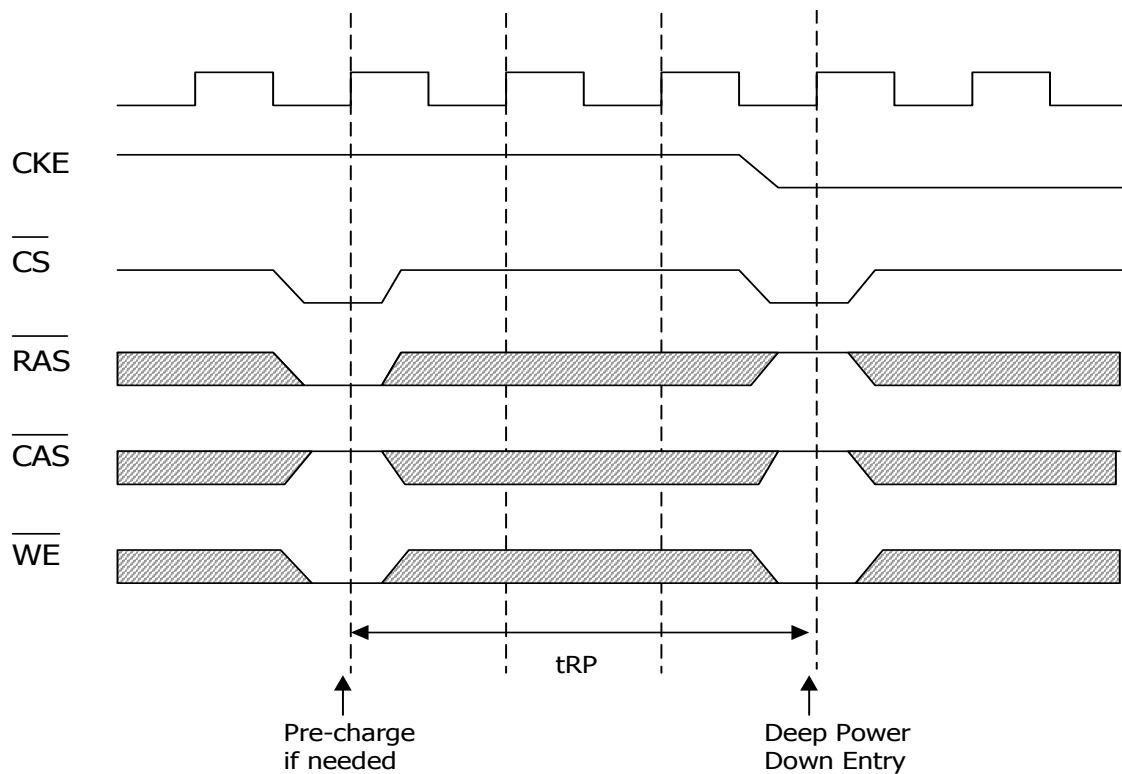 CKE
CS
RAS
CAS
WE
tRP
Pre-charge
if needed
Deep Power
Down Entry